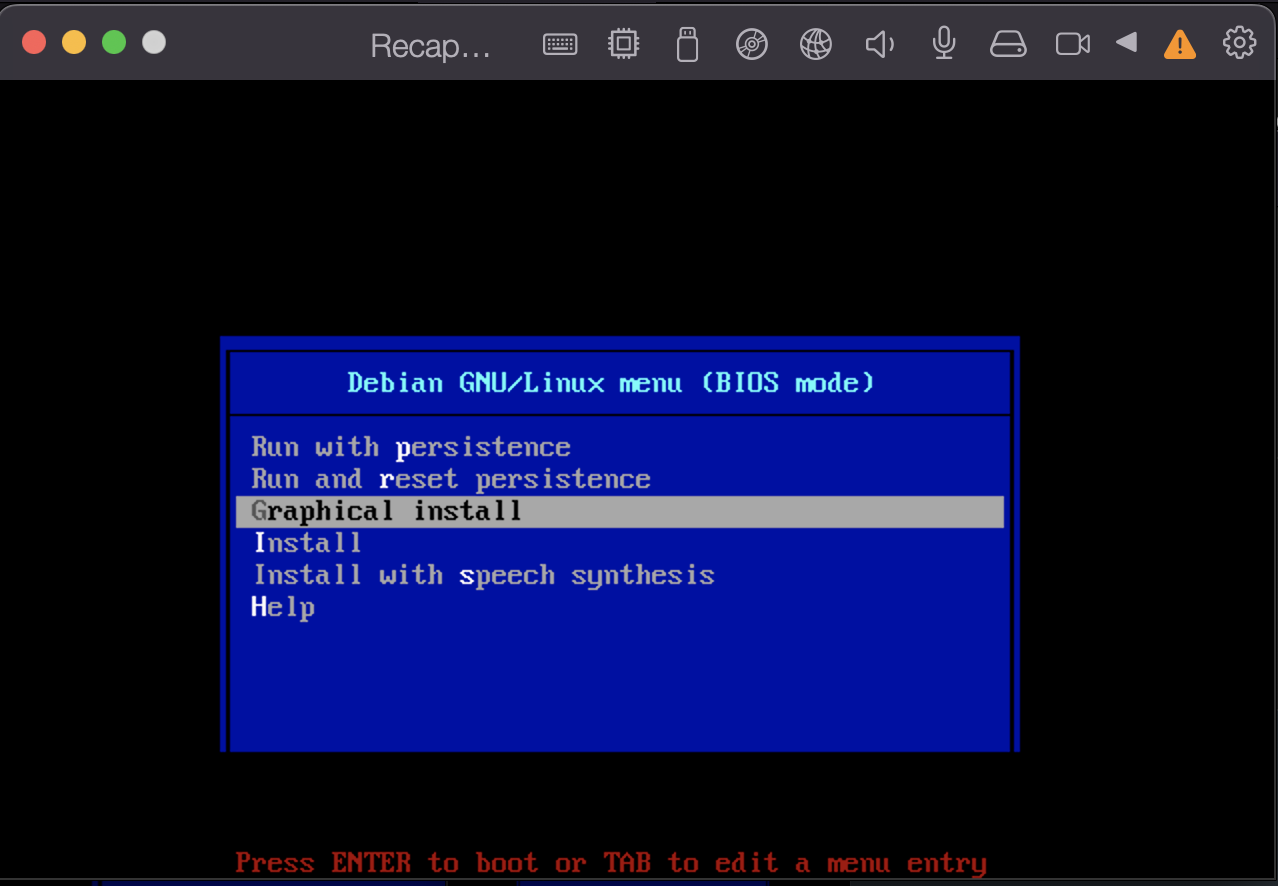 Recap…
Debian GNU/Linux menu (BIOS mode)
Run with persistence
Run and reset persistence
Graphical install
Install
Install with speech synthesis
Help
Press ENTER to boot or TAB to edit a menu entry